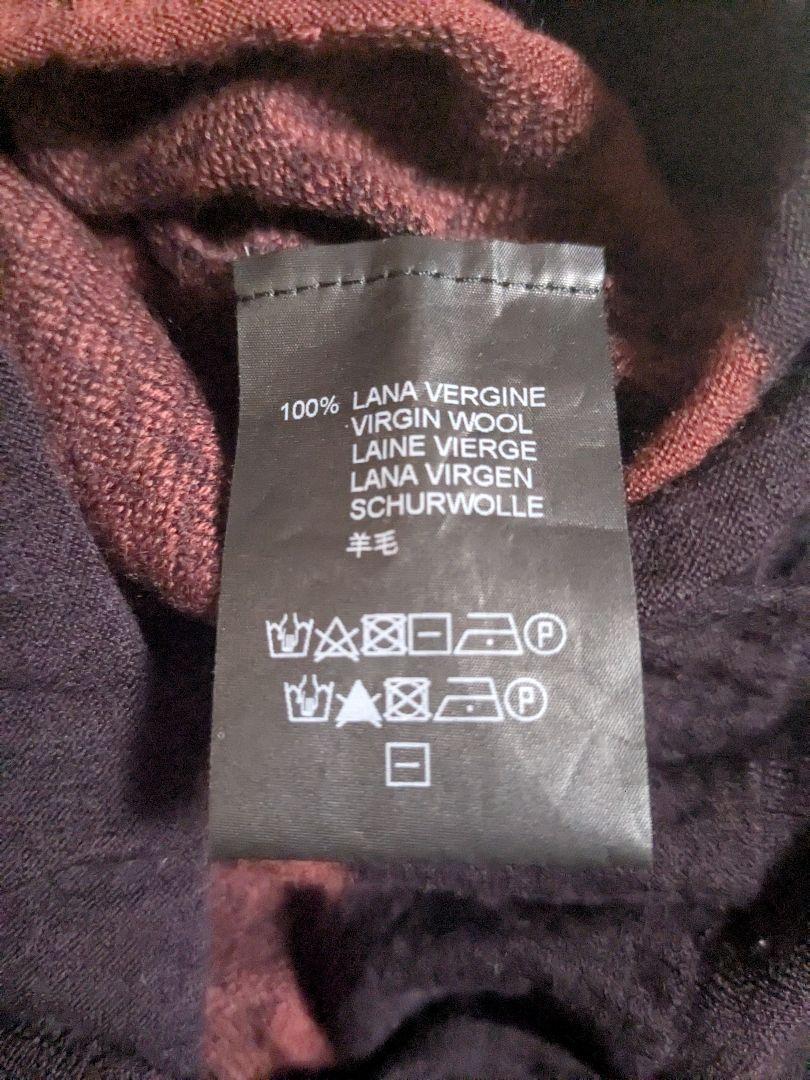 100% LANA VERGINE
VIRGIN WOOL
LAINE VIERGE
LANA VIRGEN
SCHURWOLLE
羊毛
P
P